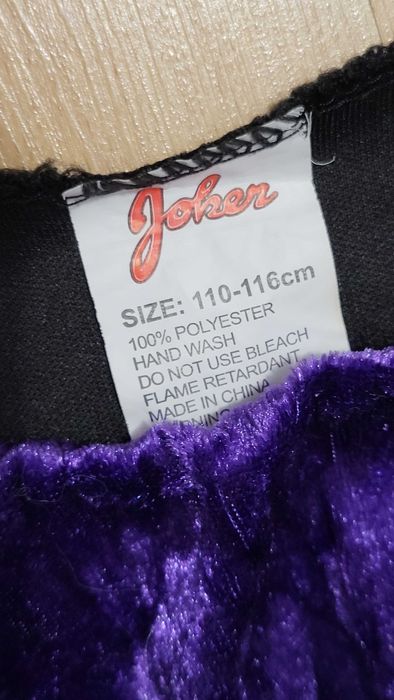 Joker
SIZE: 110-116cm
100% POLYESTER
HAND WASH
DO NOT USE BLEACH
FLAME RETARDANT
MADE IN CHINA